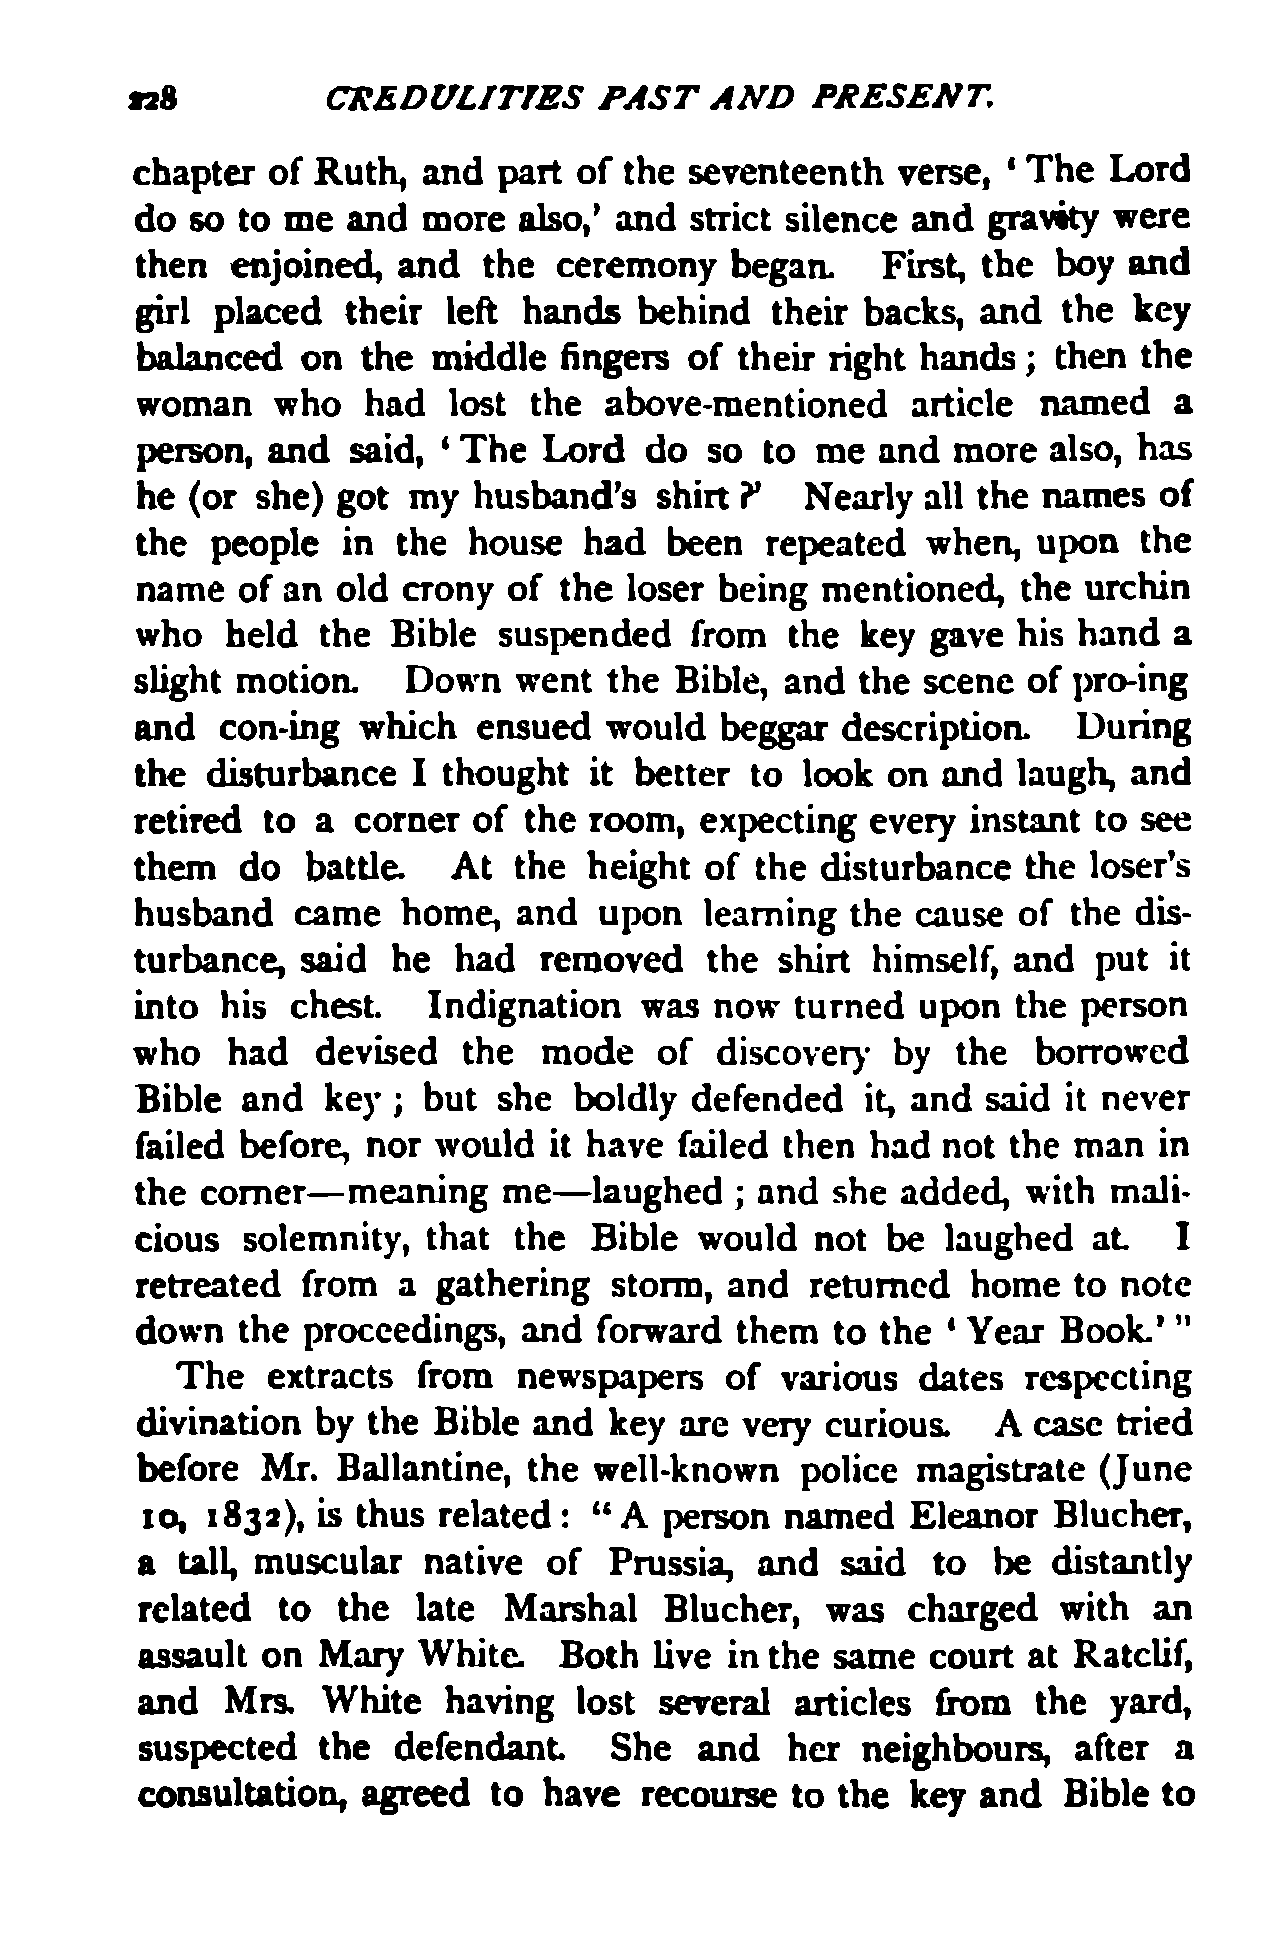 228 CREDULITIES PAST AND PRESENT.
chapter of Ruth, and part of the seventeenth verse, ‘ The Lord
do so to me and more also,’ and strict silence and gravity were
then enjoined, and the ceremony began. First, the boy and
girl placed their left hands behind their backs, and the key
balanced on the middle fingers of their right hands ; then the
woman who had lost the above-mentioned article named a
person, and said, ‘ The Lord do so to me and more also, has
he (or she) got my husband's shirt ?’ Nearly all the names of
the people in the house had been repeated when, upon the
name of an old crony of the loser being mentioned, the urchin
who held the Bible suspended from the key gave his hand a
slight motion. Down went the Bible, and the scene of pro-ing
and con-ing which ensued would beggar description. During
the disturbance I thought it better to look on and laugh, and
retired to a corner of the room, expecting every instant to see
them do battle. At the height of the disturbance the loser's
husband came home, and upon learning the cause of the dis-
turbance, said he had removed the shirt himself, and put it
into his chest. Indignation was now turned upon the person
who had devised the mode of discovery by the borrowed
Bible and key ; but she boldly defended it, and said it never
failed before, nor would it have failed then had not the man in
the corner—meaning me—laughed ; and she added, with mali-
cious solemnity, that the Bible would not be laughed at. I
retreated from a gathering storm, and returned home to note
down the proceedings, and forward them to the ‘ Year Book.’ ”
The extracts from newspapers of various dates respecting
divination by the Bible and key are very curious. A case tried
before Mr. Ballantine, the well-known police magistrate (June
10, 1832), is thus related : “ A person named Eleanor Blucher,
a tall, muscular native of Prussia, and said to be distantly
related to the late Marshal Blucher, was charged with an
assault on Mary White. Both live in the same court at Ratclif,
and Mrs. White having lost several articles from the yard,
suspected the defendant. She and her neighbours, after a
consultation, agreed to have recourse to the key and Bible to